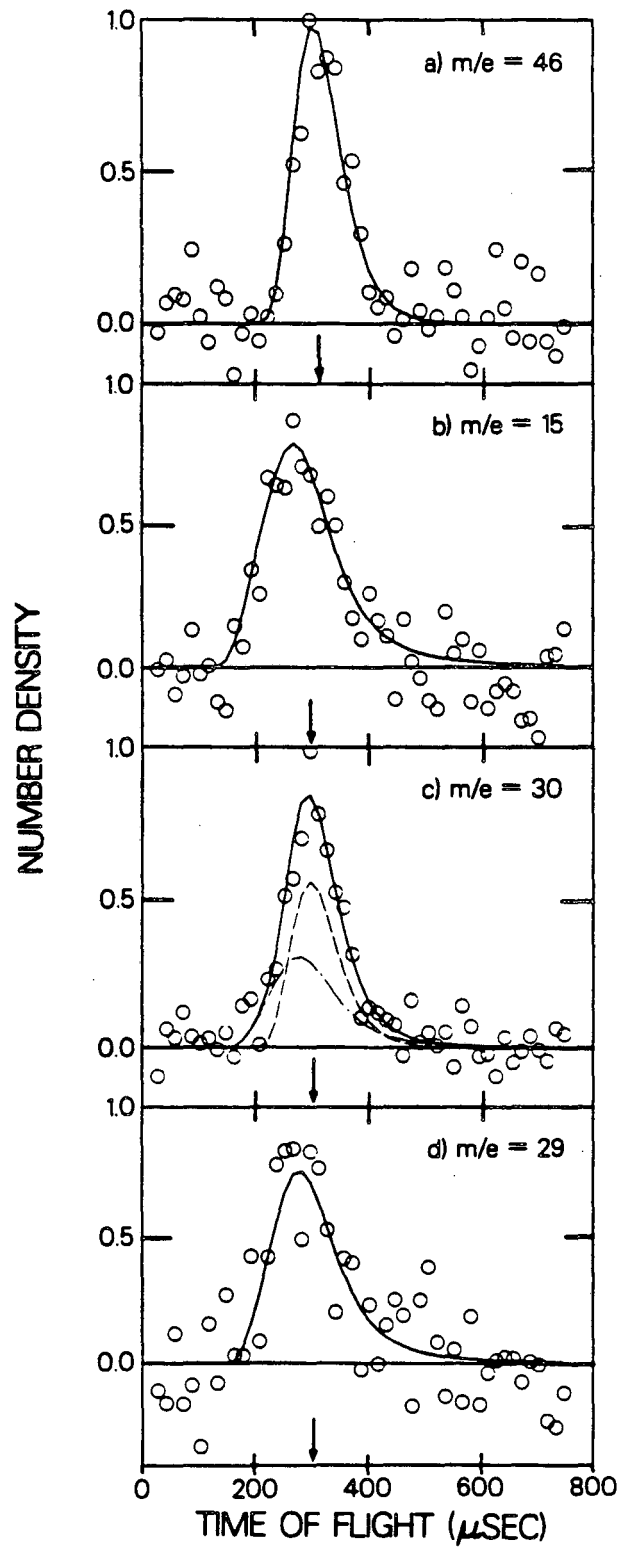 NUMBER DENSITY
1.0
a) m/e = 46
0.5
0.0
1.0
b) m/e = 15
0.5
0.0
1.0
c) m/e = 30
0.5
0.0
1.0
d) m/e = 29
0.5
0.0
0 200 400 600 800
TIME OF FLIGHT (μSEC)